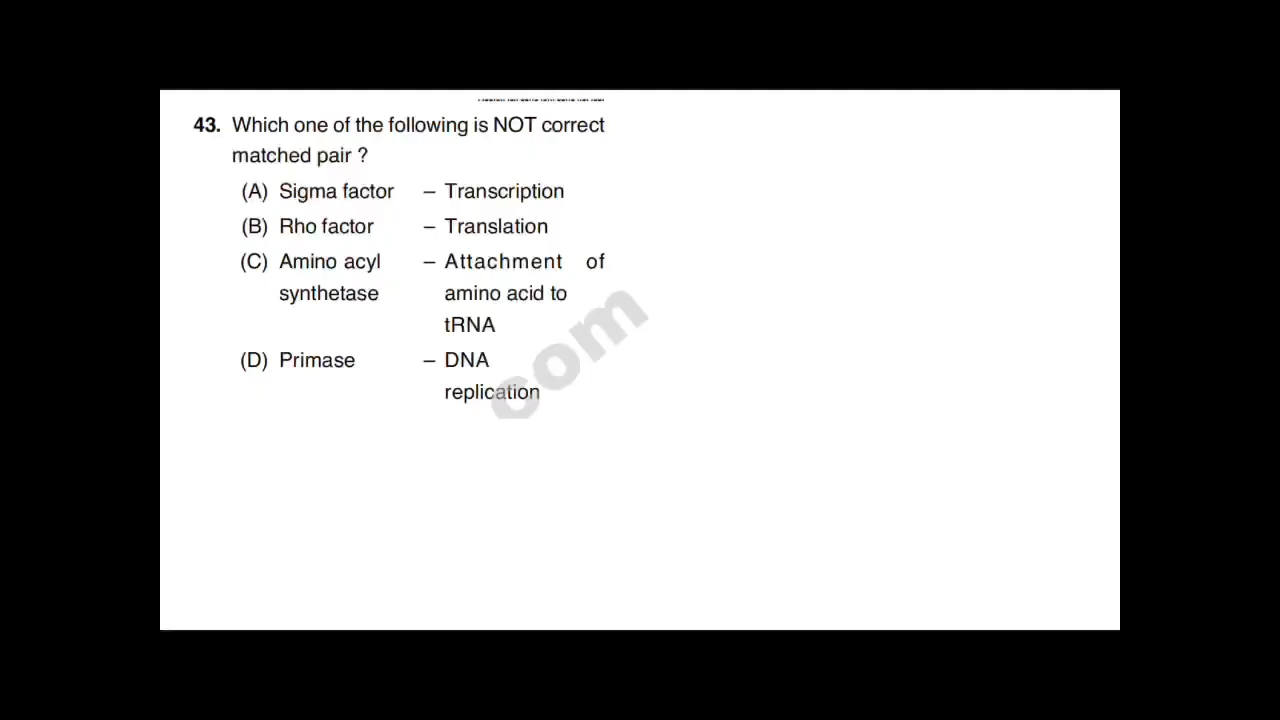 43. Which one of the following is NOT correct
matched pair ?
(A) Sigma factor – Transcription
(B) Rho factor – Translation
(C) Amino acyl – Attachment of
synthetase amino acid to
tRNA
(D) Primase – DNA
replication
com